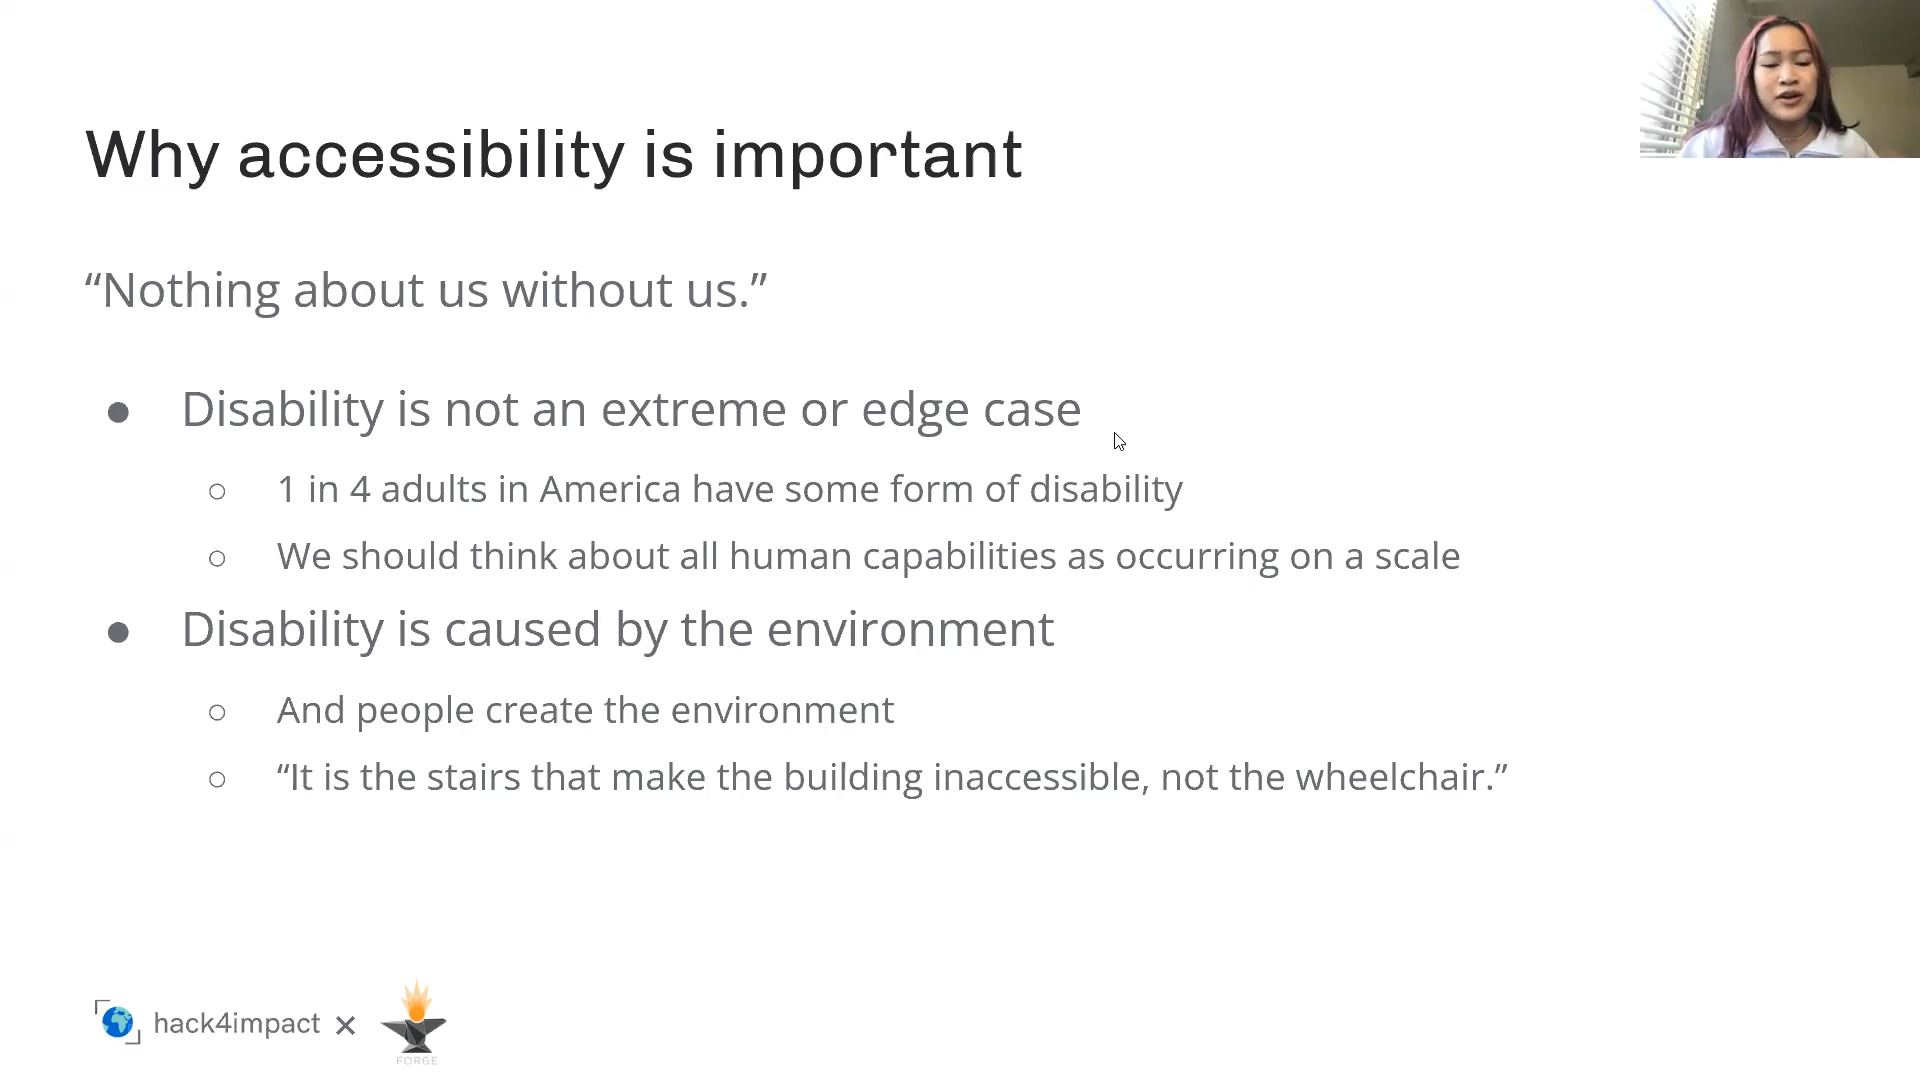 Why accessibility is important
“Nothing about us without us.”
● Disability is not an extreme or edge case
○ 1 in 4 adults in America have some form of disability
○ We should think about all human capabilities as occurring on a scale
● Disability is caused by the environment
○ And people create the environment
○ “It is the stairs that make the building inaccessible, not the wheelchair.”
hack4impact ×
FORGE